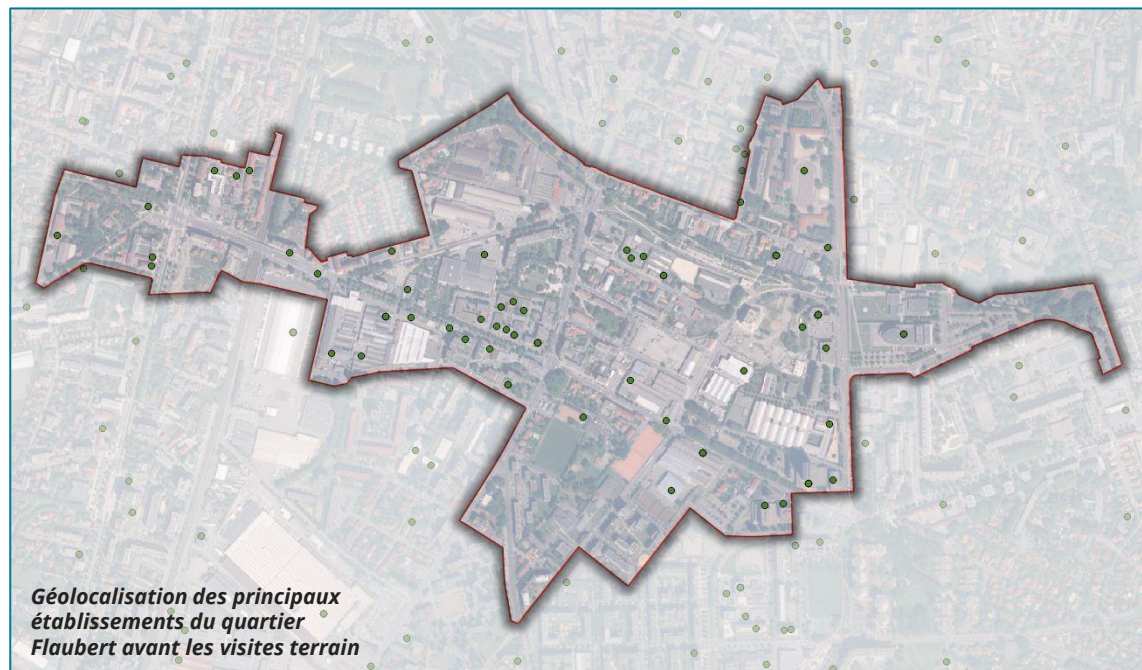 Géolocalisation des principaux
établissements du quartier
Flaubert avant les visites terrain